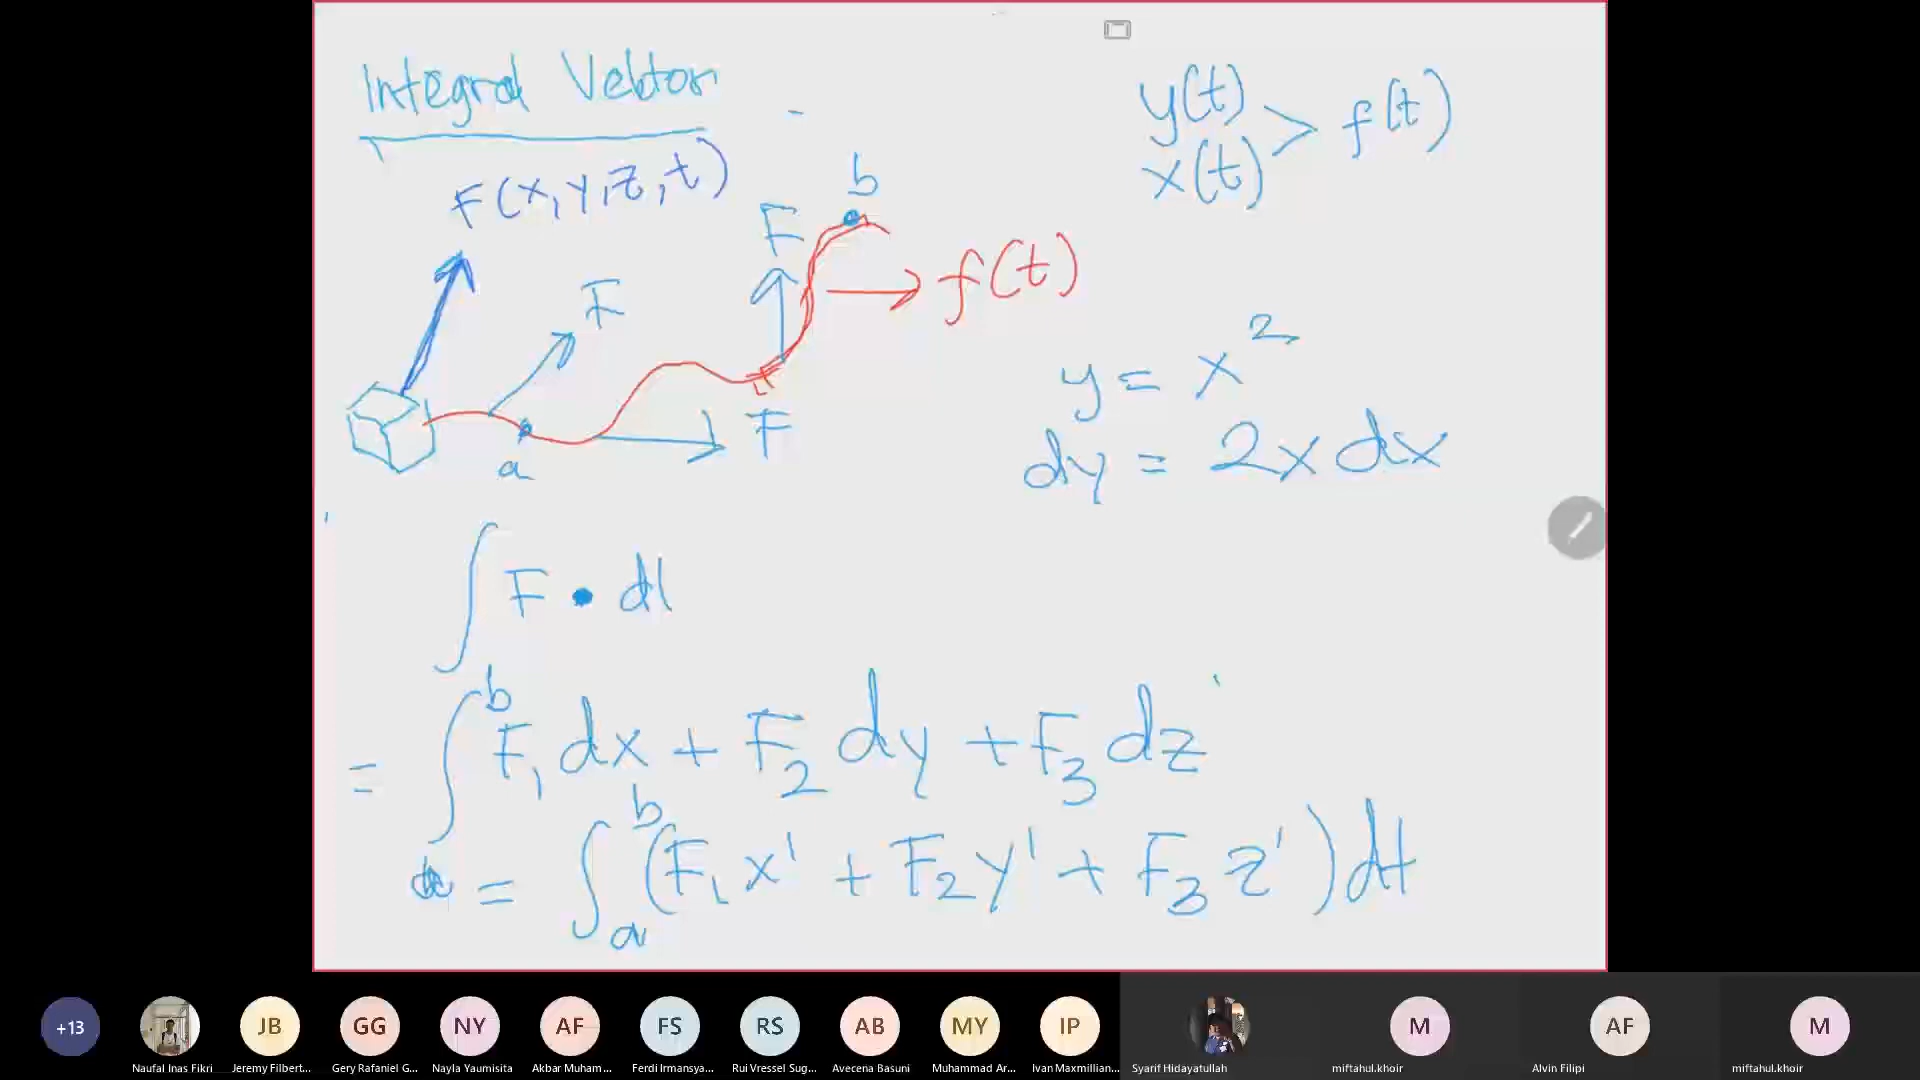 Integral Vektor
y(t)
x(t) > f(t)
F(x,y,z,t)
b
F
f(t)
F
y = x²
F
dy = 2x dx
a
∫ F • dl
= ∫ₐᵇ F₁ dx + F₂ dy + F₃ dz
= ∫ₐᵇ (F₁ x' + F₂ y' + F₃ z') dt
+13
JB
GG
NY
AF
FS
RS
AB
MY
IP
M
AF
M
Naufal Inas Fikri
Jeremy Filbert...
Gery Rafaniel G...
Nayla Yaumisita
Akbar Muham...
Ferdi Irmansya...
Rui Vressel Sug...
Avecena Basuni
Muhammad Ar...
Ivan Maxmillian...
Syarif Hidayatullah
miftahul.khoir
Alvin Filipi
miftahul.khoir